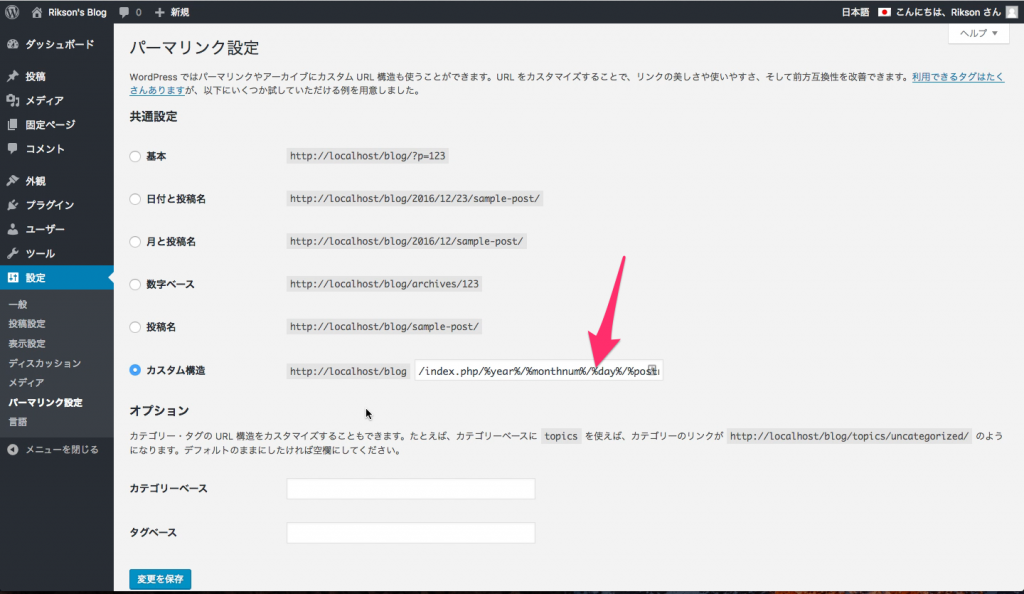 Rikson's Blog 0 新規 日本語 こんにちは、Rikson さん
ダッシュボード
投稿
メディア
固定ページ
コメント
外観
プラグイン
ユーザー
ツール
設定
一般
投稿設定
表示設定
ディスカッション
メディア
パーマリンク設定
言語
メニューを閉じる
ヘルプ ▼
パーマリンク設定
WordPress ではパーマリンクやアーカイブにカスタム URL 構造も使うことができます。URL をカスタマイズすることで、リンクの美しさや使いやすさ、そして前方互換性を改善できます。利用できるタグはたく
さんありますが、以下にいくつか試していただける例を用意しました。
共通設定
基本 http://localhost/blog/?p=123
日付と投稿名 http://localhost/blog/2016/12/23/sample-post/
月と投稿名 http://localhost/blog/2016/12/sample-post/
数字ベース http://localhost/blog/archives/123
投稿名 http://localhost/blog/sample-post/
カスタム構造 http://localhost/blog /index.php/%year%/%monthnum%/%day%/%post
オプション
カテゴリー・タグの URL 構造をカスタマイズすることもできます。たとえば、カテゴリーベースに topics を使えば、カテゴリーのリンクが http://localhost/blog/topics/uncategorized/ のよう
になります。デフォルトのままにしたければ空欄にしてください。
カテゴリーベース
タグベース
変更を保存